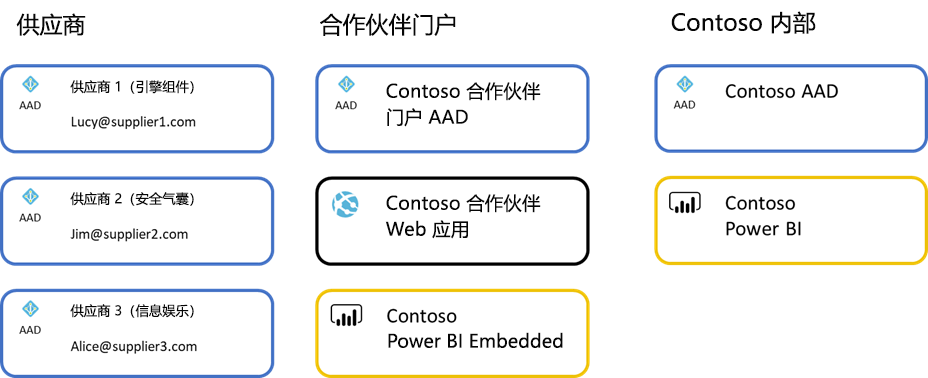 供应商
AAD
供应商 1（引擎组件）
Lucy@supplier1.com
AAD
供应商 2（安全气囊）
Jim@supplier2.com
AAD
供应商 3（信息娱乐）
Alice@supplier3.com
合作伙伴门户
AAD
Contoso 合作伙伴
门户 AAD
Contoso 合作伙伴
Web 应用
Contoso
Power BI Embedded
Contoso 内部
AAD
Contoso AAD
Contoso
Power BI